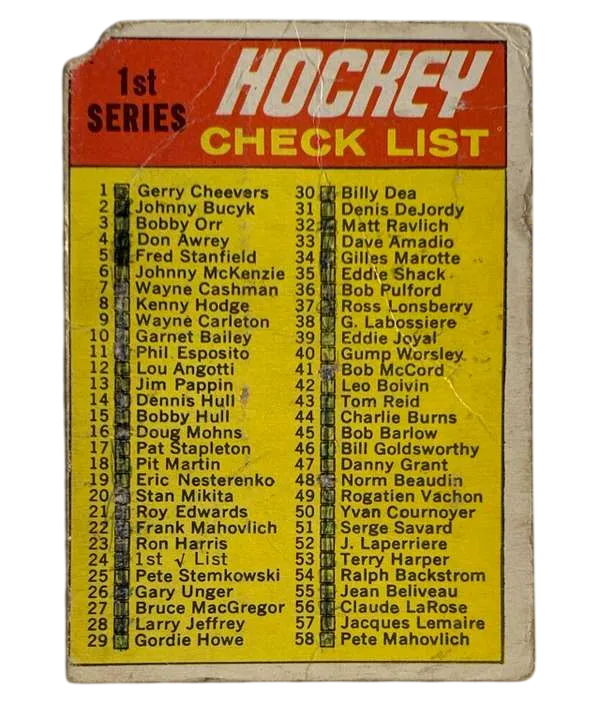 1st
SERIES
HOCKEY
CHECK LIST
1 Gerry Cheevers
2 Johnny Bucyk
3 Bobby Orr
4 Don Awrey
5 Fred Stanfield
6 Johnny McKenzie
7 Wayne Cashman
8 Kenny Hodge
9 Wayne Carleton
10 Garnet Bailey
11 Phil Esposito
12 Lou Angotti
13 Jim Pappin
14 Dennis Hull
15 Bobby Hull
16 Doug Mohns
17 Pat Stapleton
18 Pit Martin
19 Eric Nesterenko
20 Stan Mikita
21 Roy Edwards
22 Frank Mahovlich
23 Ron Harris
24 1st √ List
25 Pete Stemkowski
26 Gary Unger
27 Bruce MacGregor
28 Larry Jeffrey
29 Gordie Howe
30 Billy Dea
31 Denis DeJordy
32 Matt Ravlich
33 Dave Amadio
34 Gilles Marotte
35 Eddie Shack
36 Bob Pulford
37 Ross Lonsberry
38 G. Labossiere
39 Eddie Joyal
40 Gump Worsley
41 Bob McCord
42 Leo Boivin
43 Tom Reid
44 Charlie Burns
45 Bob Barlow
46 Bill Goldsworthy
47 Danny Grant
48 Norm Beaudin
49 Rogatien Vachon
50 Yvan Cournoyer
51 Serge Savard
52 J. Laperriere
53 Terry Harper
54 Ralph Backstrom
55 Jean Beliveau
56 Claude LaRose
57 Jacques Lemaire
58 Pete Mahovlich